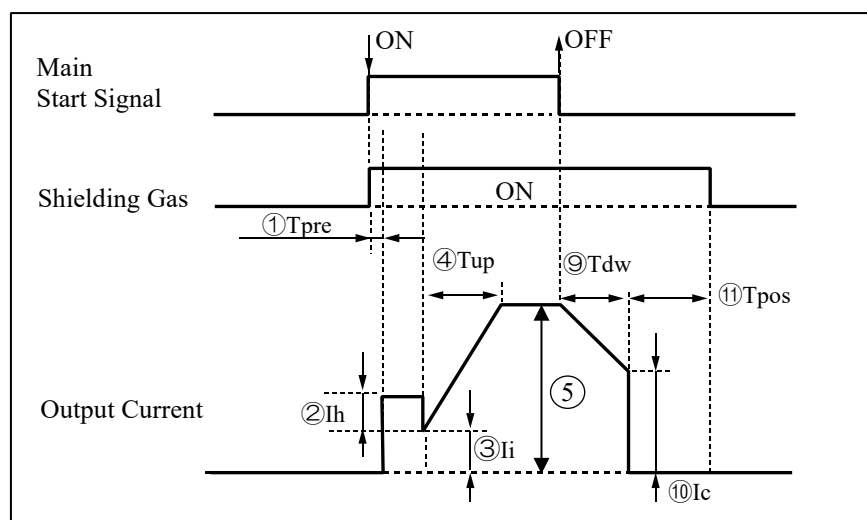 ON
OFF
Main
Start Signal
Shielding Gas
ON
①Tpre
④Tup
⑨Tdw
⑪Tpos
⑤
Output Current
②Ih
③Ii
⑩Ic